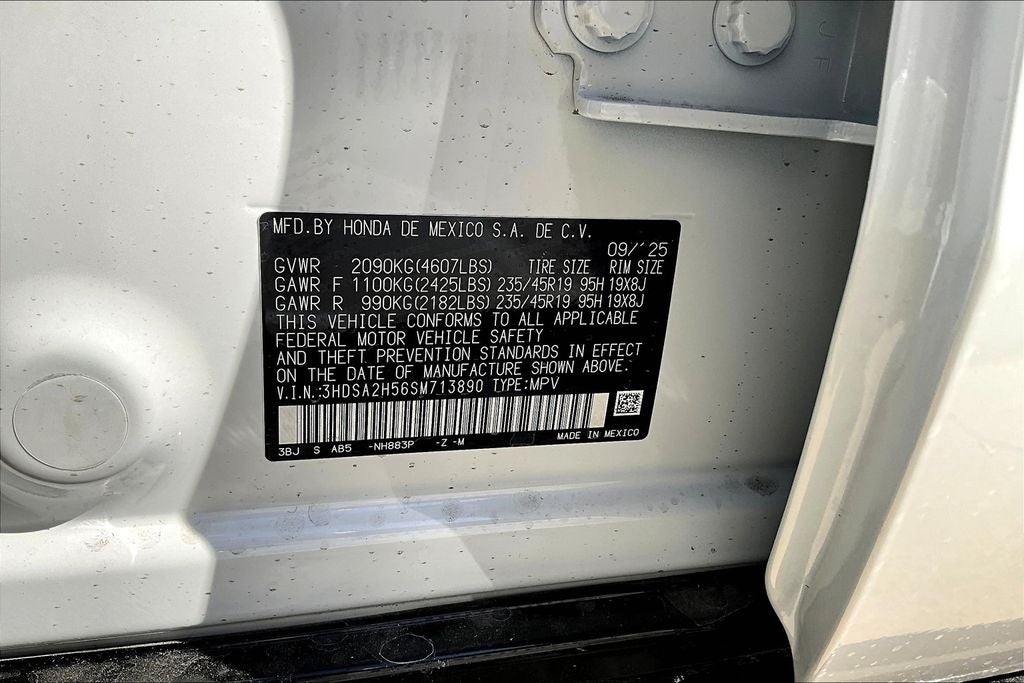 MFD.BY HONDA DE MEXICO S.A. DE C.V.
09/'25
GVWR 2090KG(4607LBS) TIRE SIZE RIM SIZE
GAWR F 1100KG(2425LBS) 235/45R19 95H 19X8J
GAWR R 990KG(2182LBS) 235/45R19 95H 19X8J
THIS VEHICLE CONFORMS TO ALL APPLICABLE
FEDERAL MOTOR VEHICLE SAFETY
AND THEFT PREVENTION STANDARDS IN EFFECT
ON THE DATE OF MANUFACTURE SHOWN ABOVE.
V.I.N.:3HDSA2H56SM713890 TYPE:MPV
3BJ S AB5 -NH883P -Z -M MADE IN MEXICO